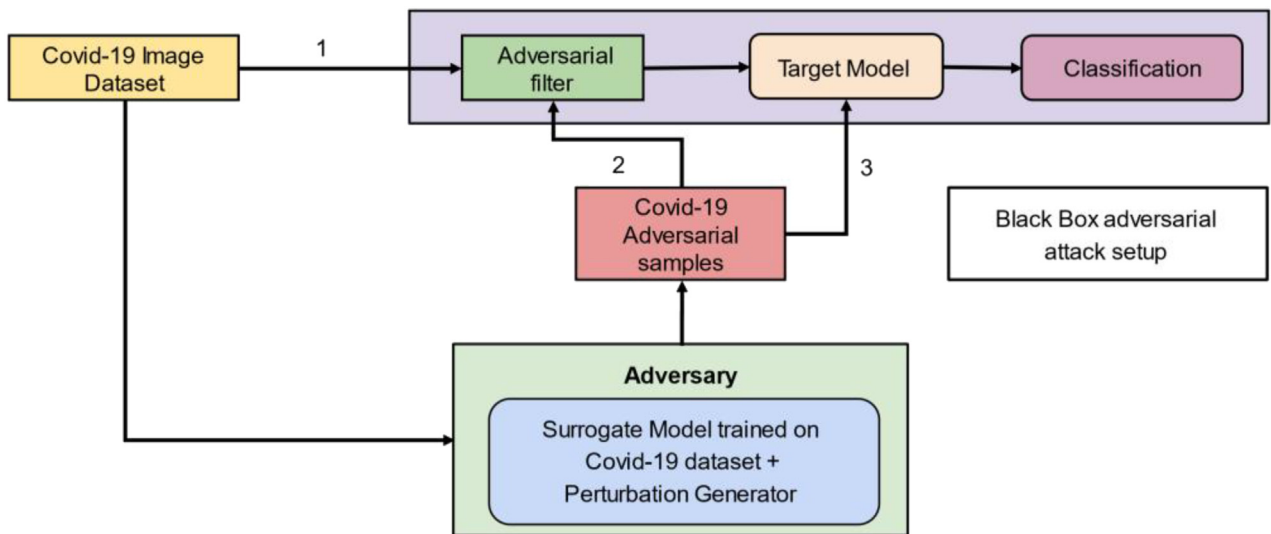 Covid-19 Image
Dataset
1
Adversarial
filter
Target Model
Classification
2
3
Covid-19
Adversarial
samples
Black Box adversarial
attack setup
Adversary
Surrogate Model trained on
Covid-19 dataset +
Perturbation Generator